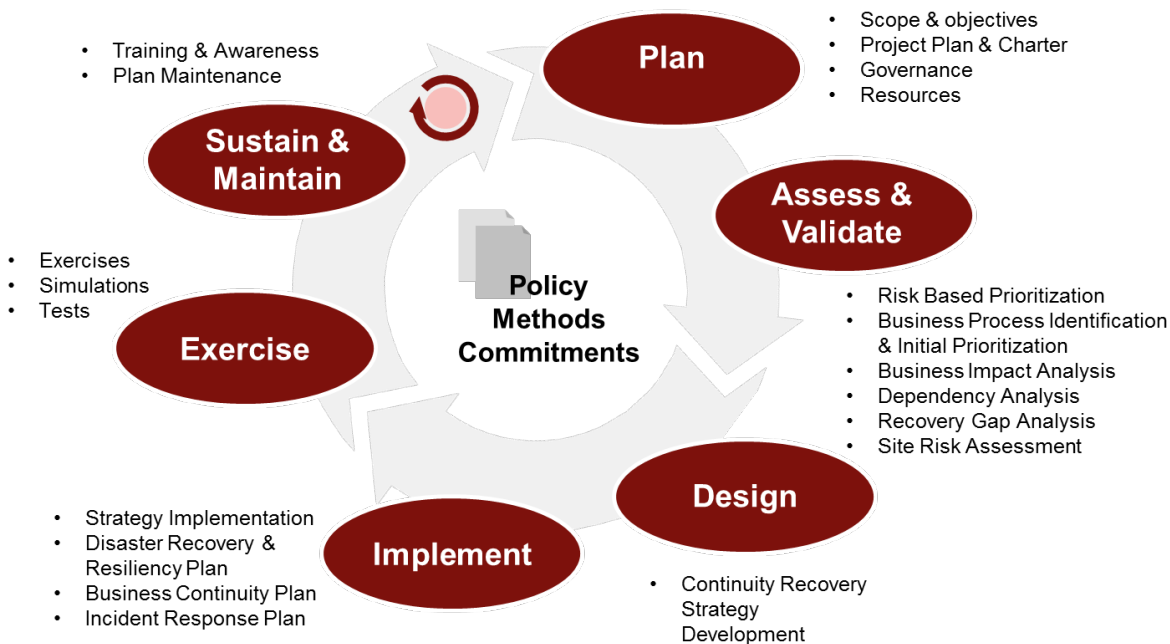 Plan
• Scope & objectives
• Project Plan & Charter
• Governance
• Resources
Assess &
Validate
• Risk Based Prioritization
• Business Process Identification
& Initial Prioritization
• Business Impact Analysis
• Dependency Analysis
• Recovery Gap Analysis
• Site Risk Assessment
Design
• Continuity Recovery
Strategy
Development
Implement
• Strategy Implementation
• Disaster Recovery &
Resiliency Plan
• Business Continuity Plan
• Incident Response Plan
Exercise
• Exercises
• Simulations
• Tests
Sustain &
Maintain
• Training & Awareness
• Plan Maintenance
Policy
Methods
Commitments